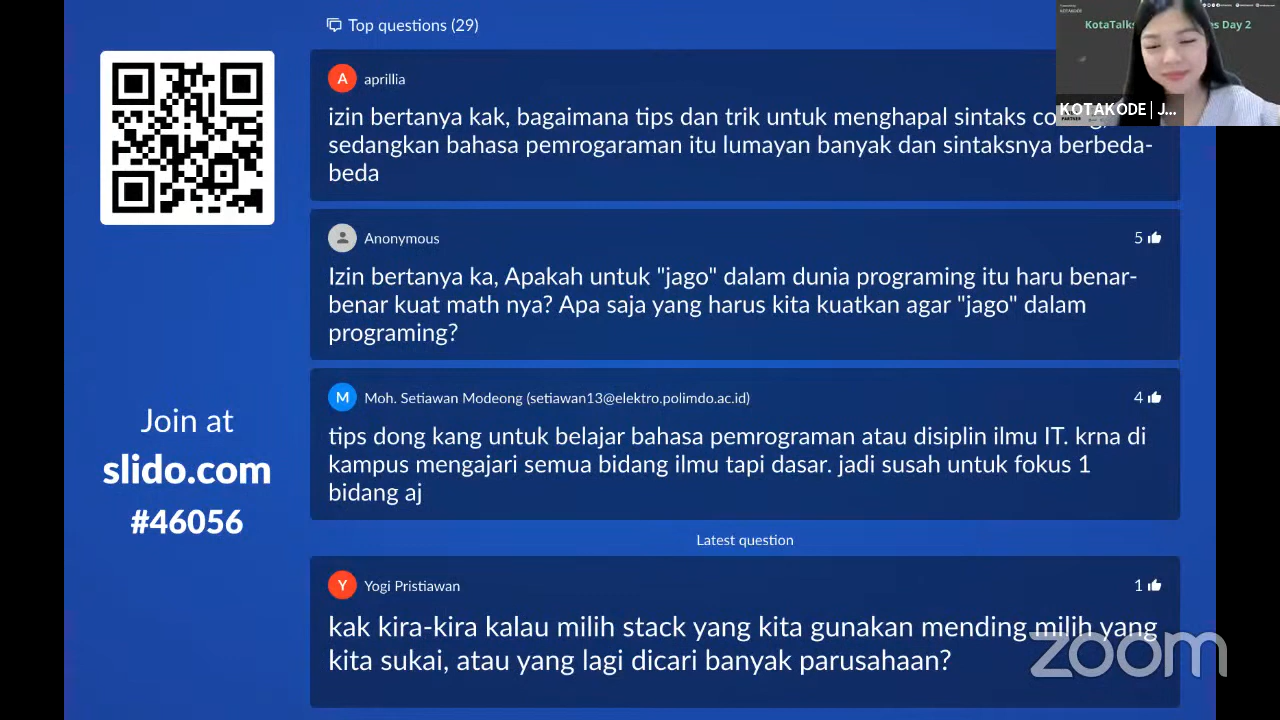 Top questions (29)
KotaTalks
es Day 2
A aprillia
KOTAKODE | J...
izin bertanya kak, bagaimana tips dan trik untuk menghapal sintaks
sedangkan bahasa pemrogaraman itu lumayan banyak dan sintaksnya berbeda-
beda
Anonymous
5
Izin bertanya ka, Apakah untuk "jago" dalam dunia programing itu haru benar-
benar kuat math nya? Apa saja yang harus kita kuatkan agar "jago" dalam
programing?
M Moh. Setiawan Modeong (setiawan13@elektro.polimdo.ac.id)
4
tips dong kang untuk belajar bahasa pemrograman atau disiplin ilmu IT. krna di
kampus mengajari semua bidang ilmu tapi dasar. jadi susah untuk fokus 1
bidang aj
Join at
slido.com
#46056
Latest question
Y Yogi Pristiawan
1
kak kira-kira kalau milih stack yang kita gunakan mending milih yang
kita sukai, atau yang lagi dicari banyak parusahaan?
zoom